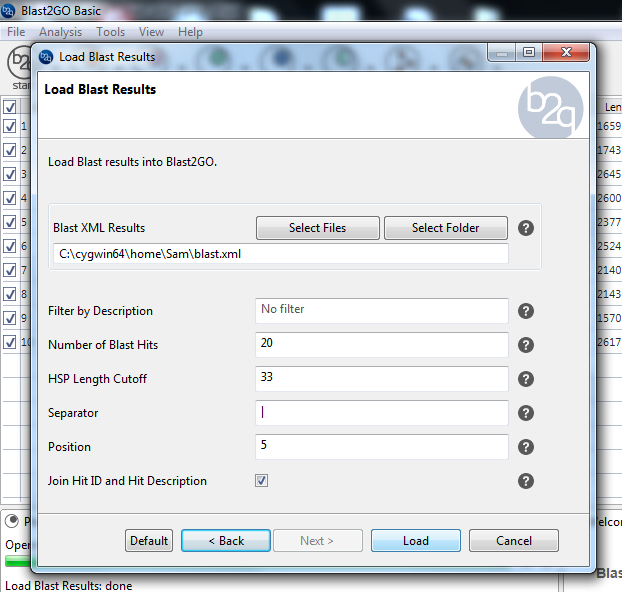 Blast2GO Basic
File Analysis Tools View Help
b2
star
Load Blast Results
Load Blast Results
b2g
Load Blast results into Blast2GO.
Blast XML Results
Select Files
Select Folder
?
C:\cygwin64\home\Sam\blast.xml
Filter by Description
No filter
?
Number of Blast Hits
20
?
HSP Length Cutoff
33
?
Separator
|
?
Position
5
?
Join Hit ID and Hit Description
?
Default
< Back
Next >
Load
Cancel
Len
1 1659
2 1743
3 2645
4 2600
5 2377
6 2524
7 2140
8 2143
9 1570
10 2617
P
Oper
Load Blast Results: done
elcon
Blas